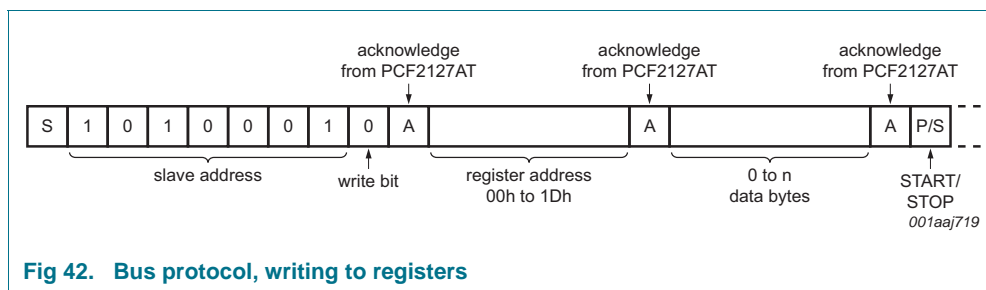 acknowledge
from PCF2127AT
acknowledge
from PCF2127AT
acknowledge
from PCF2127AT
S 1 0 1 0 0 0 1 0 A A A P/S
slave address
write bit
register address
00h to 1Dh
0 to n
data bytes
START/
STOP
001aaj719
Fig 42. Bus protocol, writing to registers